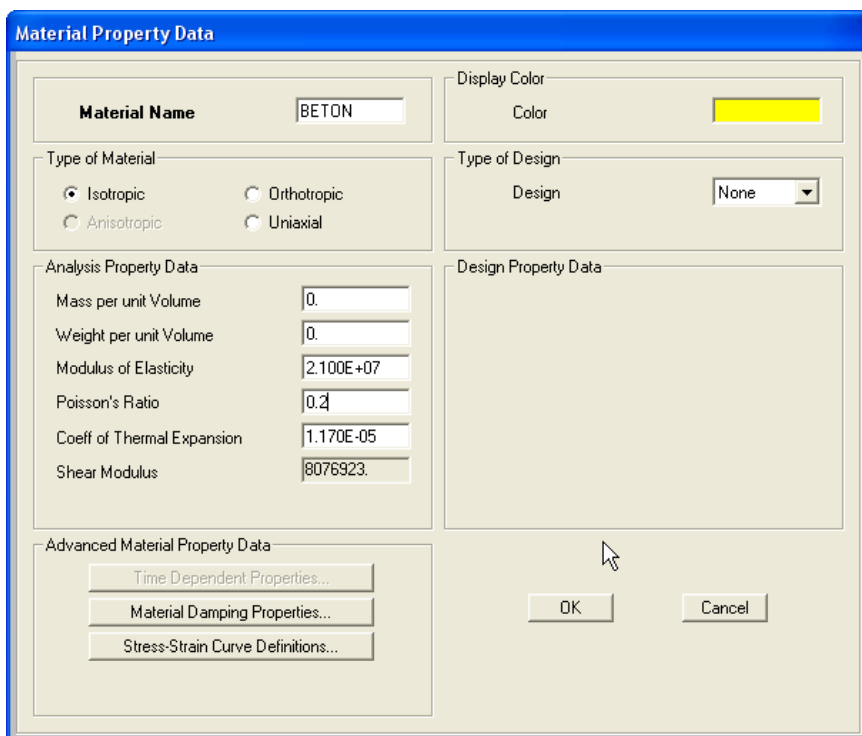 Material Property Data
Material Name BETON
Display Color
Color
Type of Material
Isotropic Orthotropic
Anisotropic Uniaxial
Type of Design
Design None
Analysis Property Data
Mass per unit Volume 0.
Weight per unit Volume 0.
Modulus of Elasticity 2.100E+07
Poisson's Ratio 0.2
Coeff of Thermal Expansion 1.170E-05
Shear Modulus 8076923.
Design Property Data
Advanced Material Property Data
Time Dependent Properties...
Material Damping Properties...
Stress-Strain Curve Definitions...
OK Cancel